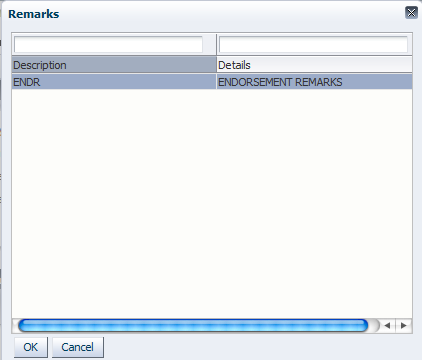 Remarks
Description Details
ENDR ENDORSEMENT REMARKS
OK Cancel